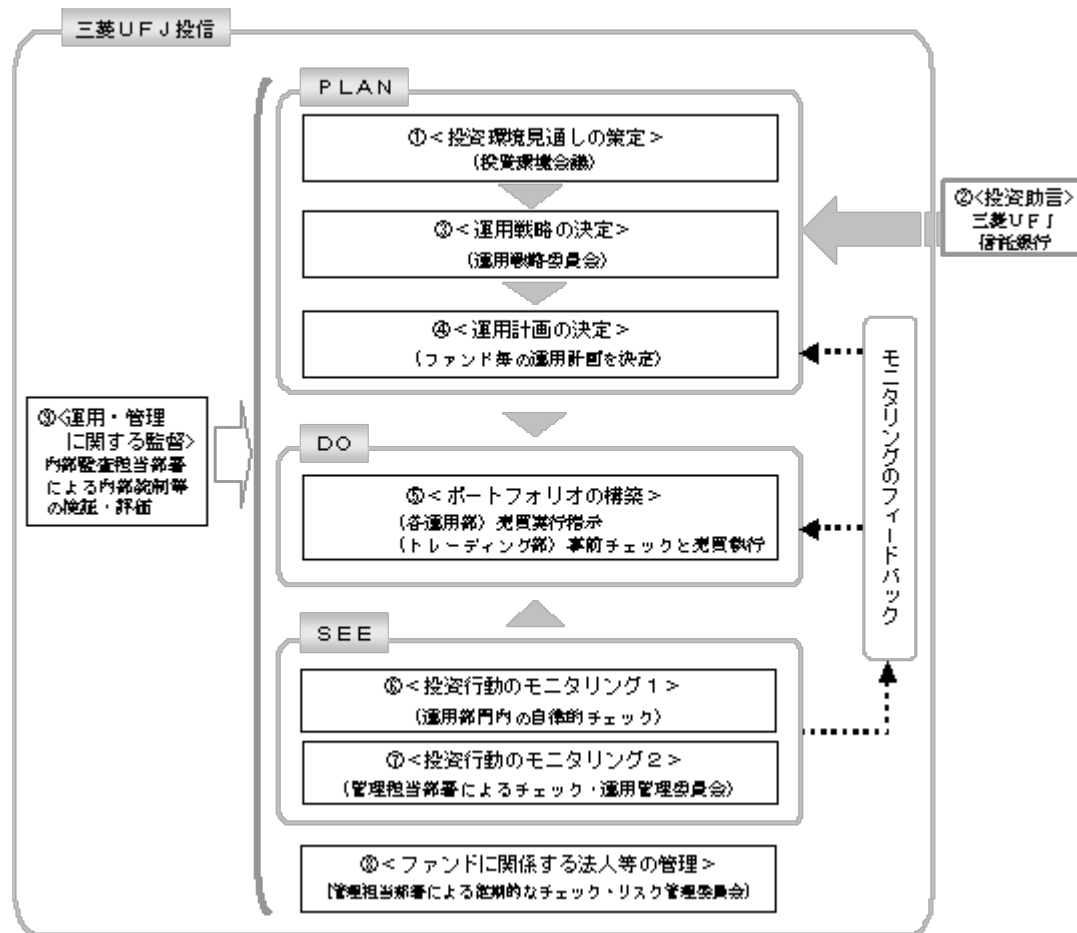 三菱ＵＦＪ投信
ＰＬＡＮ
①＜投資環境見通しの策定＞
（投資環境会議）
②<投資助言>
三菱ＵＦＪ
信託銀行
③＜運用戦略の決定＞
（運用戦略委員会）
④＜運用計画の決定＞
（ファンド毎の運用計画を決定）
モニタリングのフィードバック
⑨<運用・管理
に関する監督>
内部監査担当部署
による内部統制等
の検証・評価
ＤＯ
⑤＜ポートフォリオの構築＞
（各運用部）売買実行指示
（トレーディング部）事前チェックと売買執行
ＳＥＥ
⑥＜投資行動のモニタリング１＞
（運用部門内の自律的チェック）
⑦＜投資行動のモニタリング２＞
（管理担当部署によるチェック・運用管理委員会）
⑧＜ファンドに関係する法人等の管理＞
（管理担当部署による定期的なチェック・リスク管理委員会）